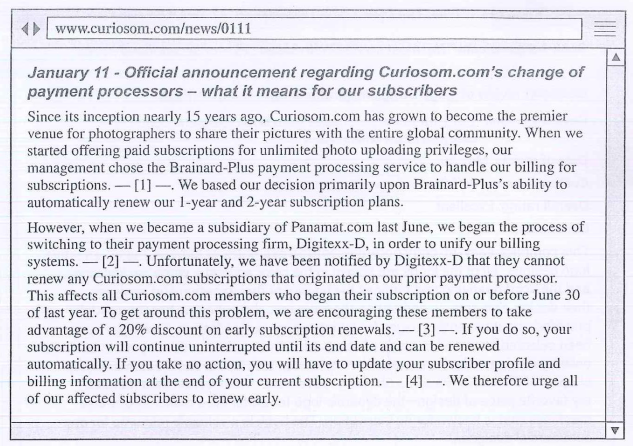 www.curiosom.com/news/0111
January 11 - Official announcement regarding Curiosom.com's change of
payment processors – what it means for our subscribers
Since its inception nearly 15 years ago, Curiosom.com has grown to become the premier
venue for photographers to share their pictures with the entire global community. When we
started offering paid subscriptions for unlimited photo uploading privileges, our
management chose the Brainard-Plus payment processing service to handle our billing for
subscriptions. — [1] —. We based our decision primarily upon Brainard-Plus's ability to
automatically renew our 1-year and 2-year subscription plans.
However, when we became a subsidiary of Panamat.com last June, we began the process of
switching to their payment processing firm, Digitexx-D, in order to unify our billing
systems. — [2] —. Unfortunately, we have been notified by Digitexx-D that they cannot
renew any Curiosom.com subscriptions that originated on our prior payment processor.
This affects all Curiosom.com members who began their subscription on or before June 30
of last year. To get around this problem, we are encouraging these members to take
advantage of a 20% discount on early subscription renewals. — [3] —. If you do so, your
subscription will continue uninterrupted until its end date and can be renewed
automatically. If you take no action, you will have to update your subscriber profile and
billing information at the end of your current subscription. — [4] —. We therefore urge all
of our affected subscribers to renew early.